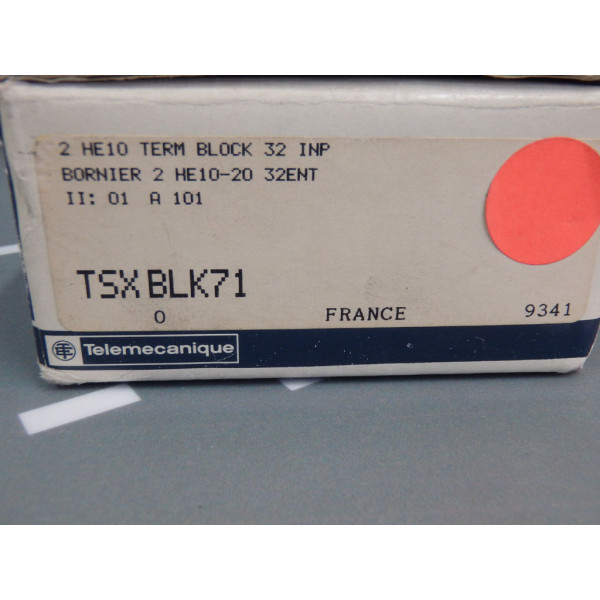 2 HE10 TERM BLOCK 32 INP
BORNIER 2 HE10-20 32ENT
II: 01 A 101
TSX BLK71
0 FRANCE 9341
Telemecanique